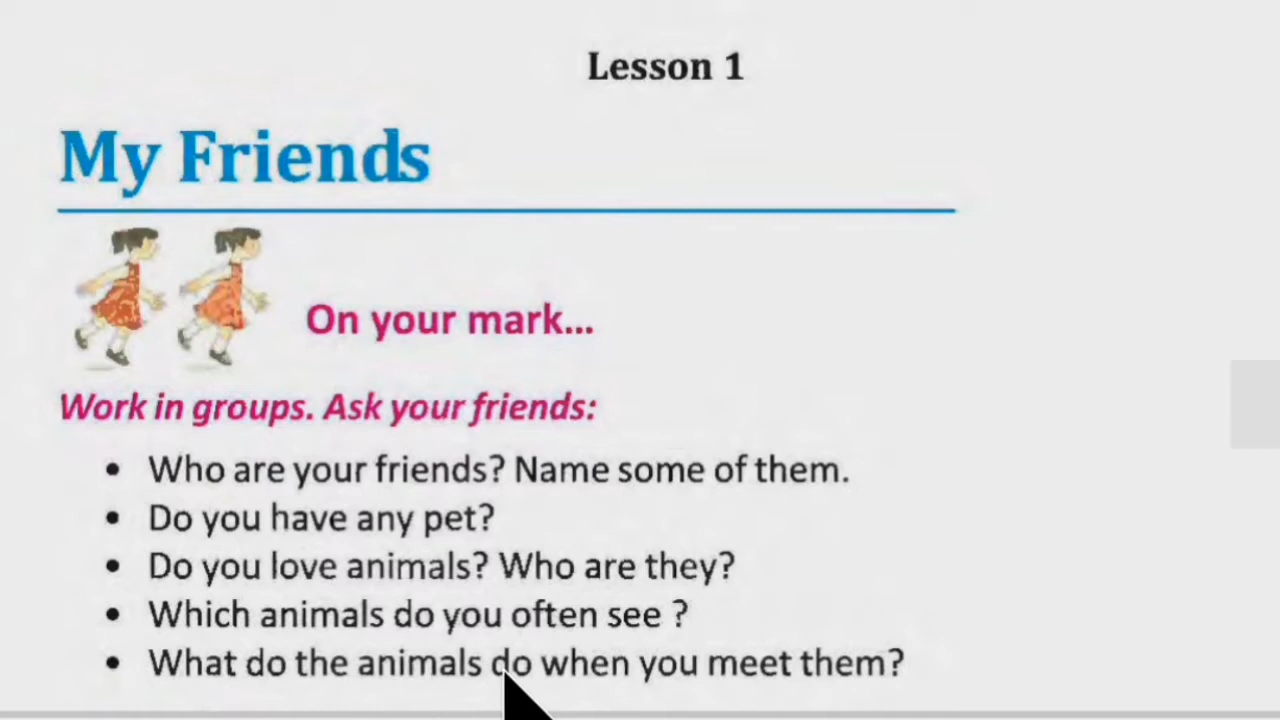 Lesson 1
My Friends
On your mark...
Work in groups. Ask your friends:
• Who are your friends? Name some of them.
• Do you have any pet?
• Do you love animals? Who are they?
• Which animals do you often see ?
• What do the animals do when you meet them?